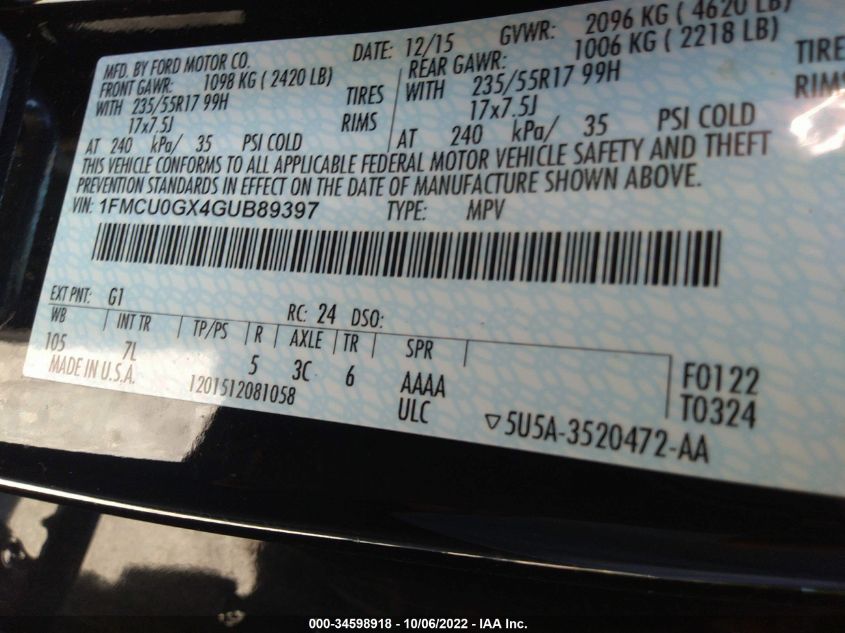 MFD. BY FORD MOTOR CO. DATE: 12/15 GVWR: 2096 KG ( 4620 LB)
FRONT GAWR: 1098 KG ( 2420 LB) REAR GAWR: 1006 KG ( 2218 LB)
WITH 235/55R17 99H TIRES WITH 235/55R17 99H TIRES
17x7.5J RIMS 17x7.5J RIMS
AT 240 kPa/ 35 PSI COLD AT 240 kPa/ 35 PSI COLD
THIS VEHICLE CONFORMS TO ALL APPLICABLE FEDERAL MOTOR VEHICLE SAFETY AND THEFT
PREVENTION STANDARDS IN EFFECT ON THE DATE OF MANUFACTURE SHOWN ABOVE.
VIN: 1FMCU0GX4GUB89397 TYPE: MPV
EXT PNT: G1 RC: 24 DSO:
WB INT TR TP/PS R AXLE TR SPR
105 7L 5 3C 6 AAAA F0122
MADE IN U.S.A. 1201512081058 ULC T0324
▽5U5A-3520472-AA
000-34598918 - 10/06/2022 - IAA Inc.